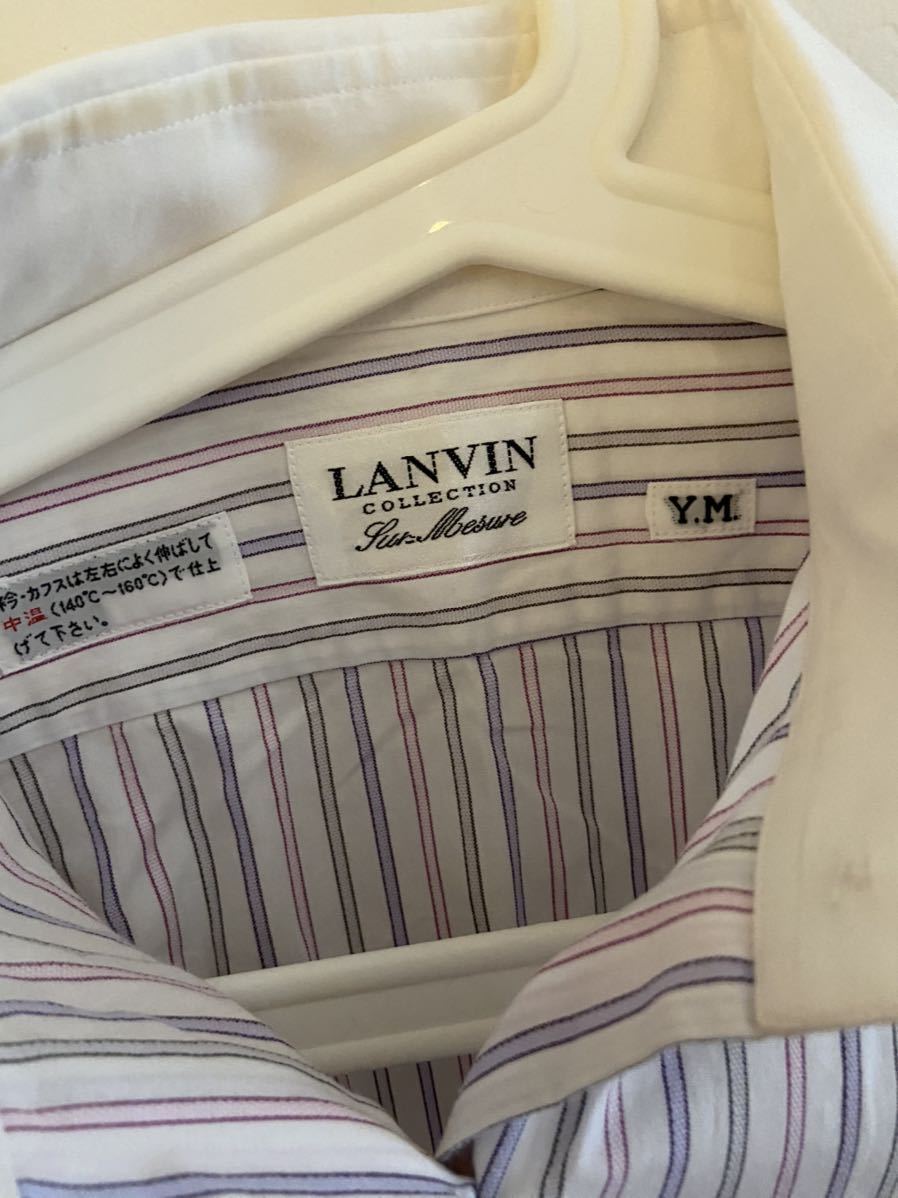 LANVIN
COLLECTION
Sur-Mesure
Y.M.
衿・カフスは左右によく伸ばして
中温(140℃~160℃)で仕上
げて下さい。